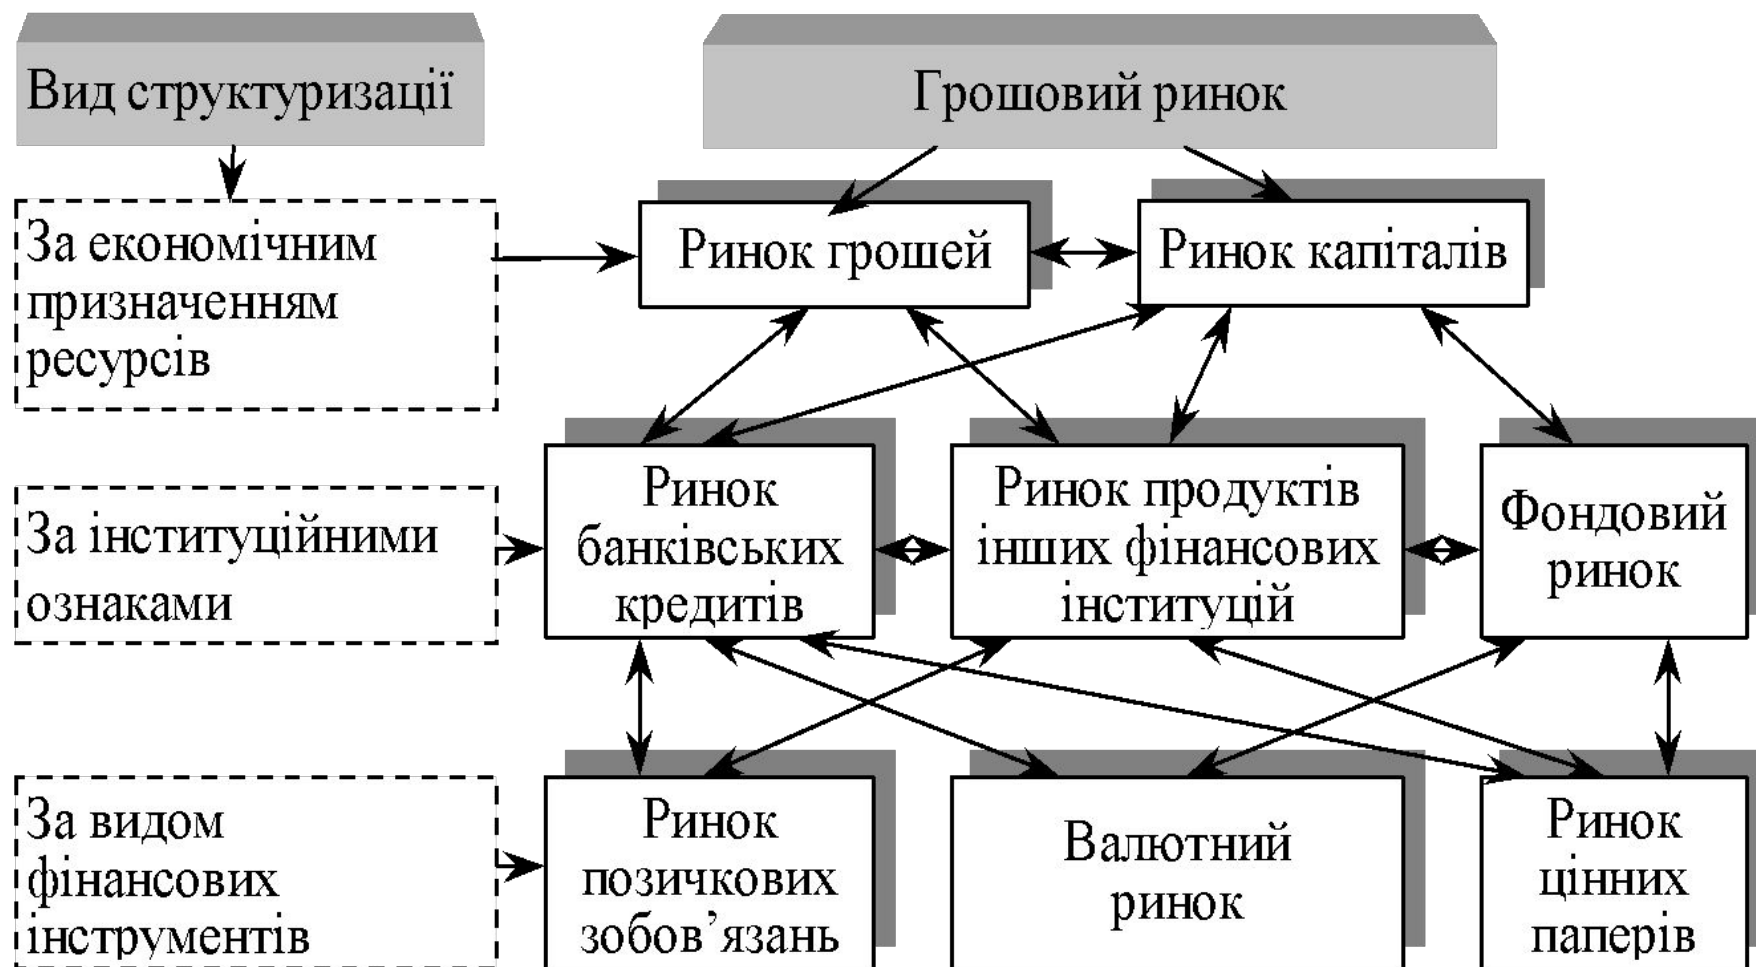 Вид структуризації
Грошовий ринок
За економічним
призначенням
ресурсів
Ринок грошей
Ринок капіталів
За інституційними
ознаками
Ринок
банківських
кредитів
Ринок продуктів
інших фінансових
інституцій
Фондовий
ринок
За видом
фінансових
інструментів
Ринок
позичкових
зобов’язань
Валютний
ринок
Ринок
цінних
паперів